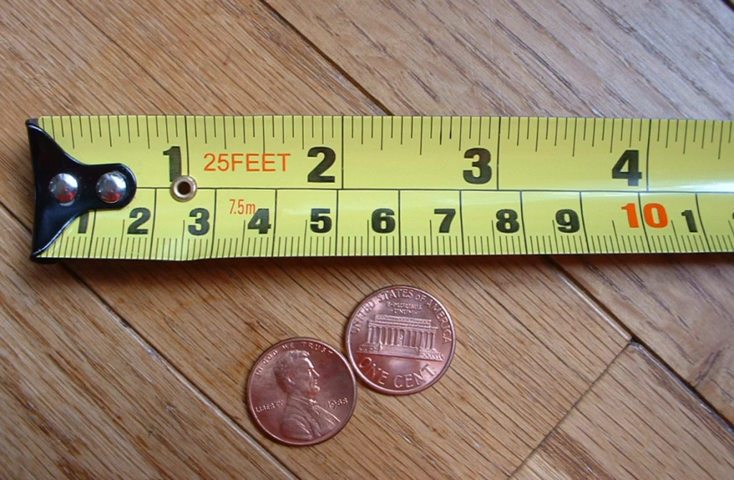 1 25FEET 2 3 4
1 2 3 7.5m 4 5 6 7 8 9 10 1
UNITED STATES of AMERICA
ONE CENT
IN GOD WE TRUST
LIBERTY